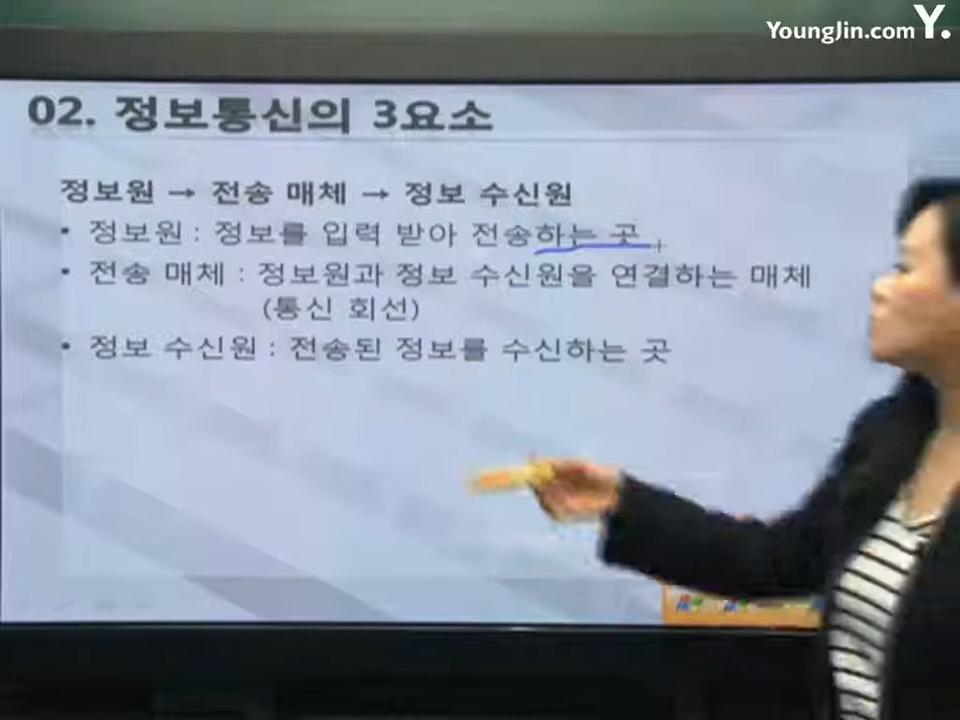 YoungJin.com Y.
02. 정보통신의 3요소
정보원 → 전송 매체 → 정보 수신원
• 정보원 : 정보를 입력 받아 전송하는 곳
• 전송 매체 : 정보원과 정보 수신원을 연결하는 매체
(통신 회선)
• 정보 수신원 : 전송된 정보를 수신하는 곳